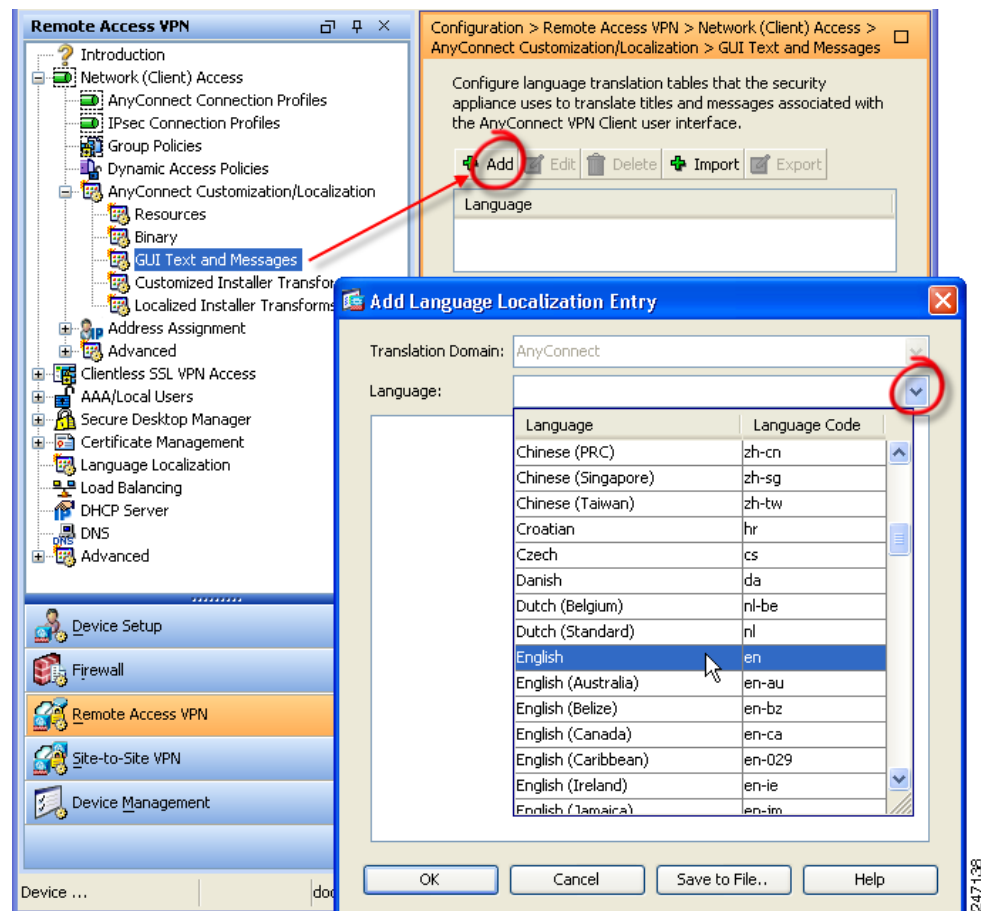 Remote Access VPN
Introduction
Network (Client) Access
AnyConnect Connection Profiles
IPsec Connection Profiles
Group Policies
Dynamic Access Policies
AnyConnect Customization/Localization
Resources
Binary
GUI Text and Messages
Customized Installer Transfor
Localized Installer Transforms
Address Assignment
Advanced
Clientless SSL VPN Access
AAA/Local Users
Secure Desktop Manager
Certificate Management
Language Localization
Load Balancing
DHCP Server
DNS
Advanced
Device Setup
Firewall
Remote Access VPN
Site-to-Site VPN
Device Management
Device ...
doc
Configuration > Remote Access VPN > Network (Client) Access >
AnyConnect Customization/Localization > GUI Text and Messages
Configure language translation tables that the security
appliance uses to translate titles and messages associated with
the AnyConnect VPN Client user interface.
Add Edit Delete Import Export
Language
Add Language Localization Entry
Translation Domain: AnyConnect
Language:
Language Language Code
Chinese (PRC) zh-cn
Chinese (Singapore) zh-sg
Chinese (Taiwan) zh-tw
Croatian hr
Czech cs
Danish da
Dutch (Belgium) nl-be
Dutch (Standard) nl
English en
English (Australia) en-au
English (Belize) en-bz
English (Canada) en-ca
English (Caribbean) en-029
English (Ireland) en-ie
English (Jamaica) en-jm
OK Cancel Save to File.. Help
247138